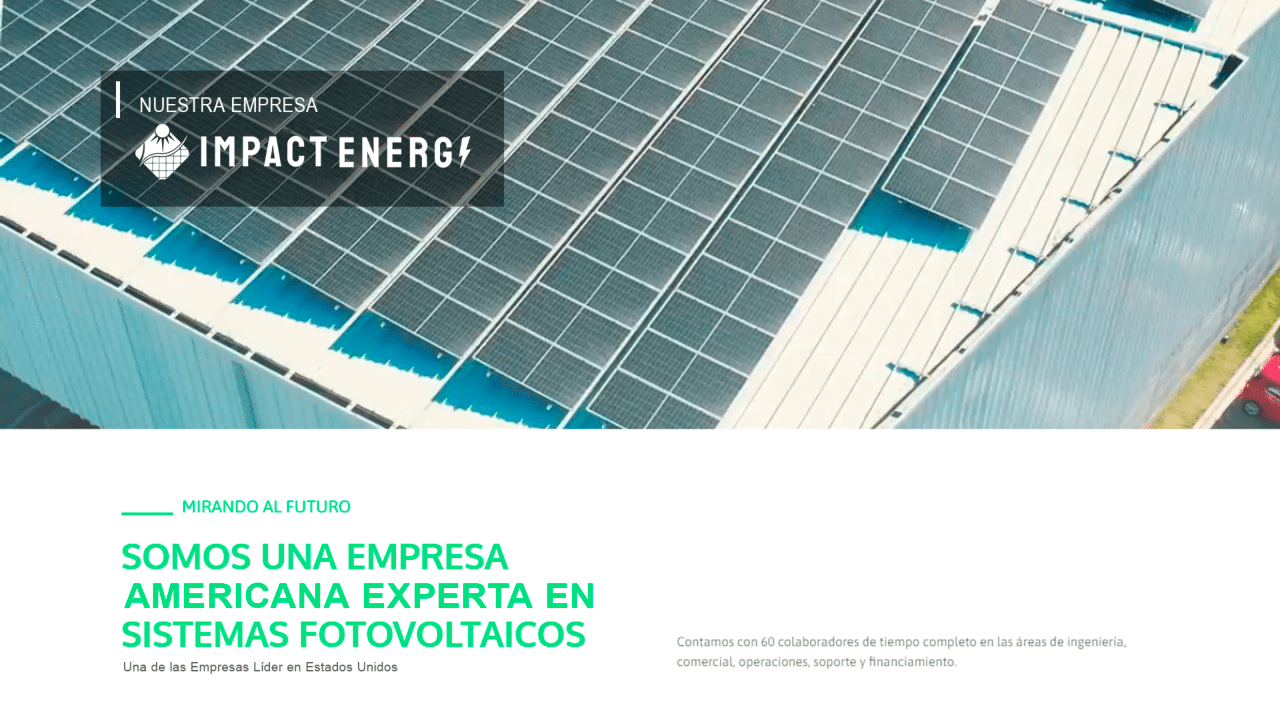 NUESTRA EMPRESA
IMPACT ENERGI
MIRANDO AL FUTURO
SOMOS UNA EMPRESA
AMERICANA EXPERTA EN
SISTEMAS FOTOVOLTAICOS
Una de las Empresas Líder en Estados Unidos
Contamos con 60 colaboradores de tiempo completo en las áreas de ingeniería,
comercial, operaciones, soporte y financiamiento.